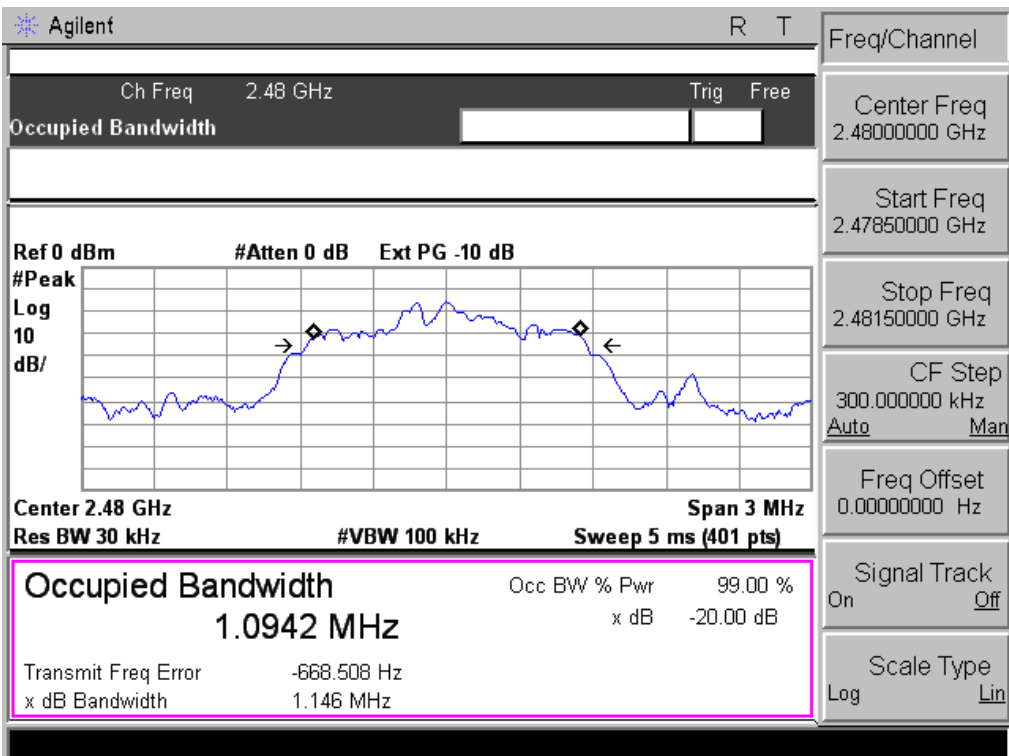 Agilent R T
Ch Freq 2.48 GHz Trig Free
Occupied Bandwidth
Ref 0 dBm #Atten 0 dB Ext PG -10 dB
#Peak
Log
10
dB/
Center 2.48 GHz Span 3 MHz
Res BW 30 kHz #VBW 100 kHz Sweep 5 ms (401 pts)
Occupied Bandwidth Occ BW % Pwr 99.00 %
1.0942 MHz x dB -20.00 dB
Transmit Freq Error -668.508 Hz
x dB Bandwidth 1.146 MHz
Freq/Channel
Center Freq
2.48000000 GHz
Start Freq
2.47850000 GHz
Stop Freq
2.48150000 GHz
CF Step
300.000000 kHz
Auto Man
Freq Offset
0.00000000 Hz
Signal Track
On Off
Scale Type
Log Lin